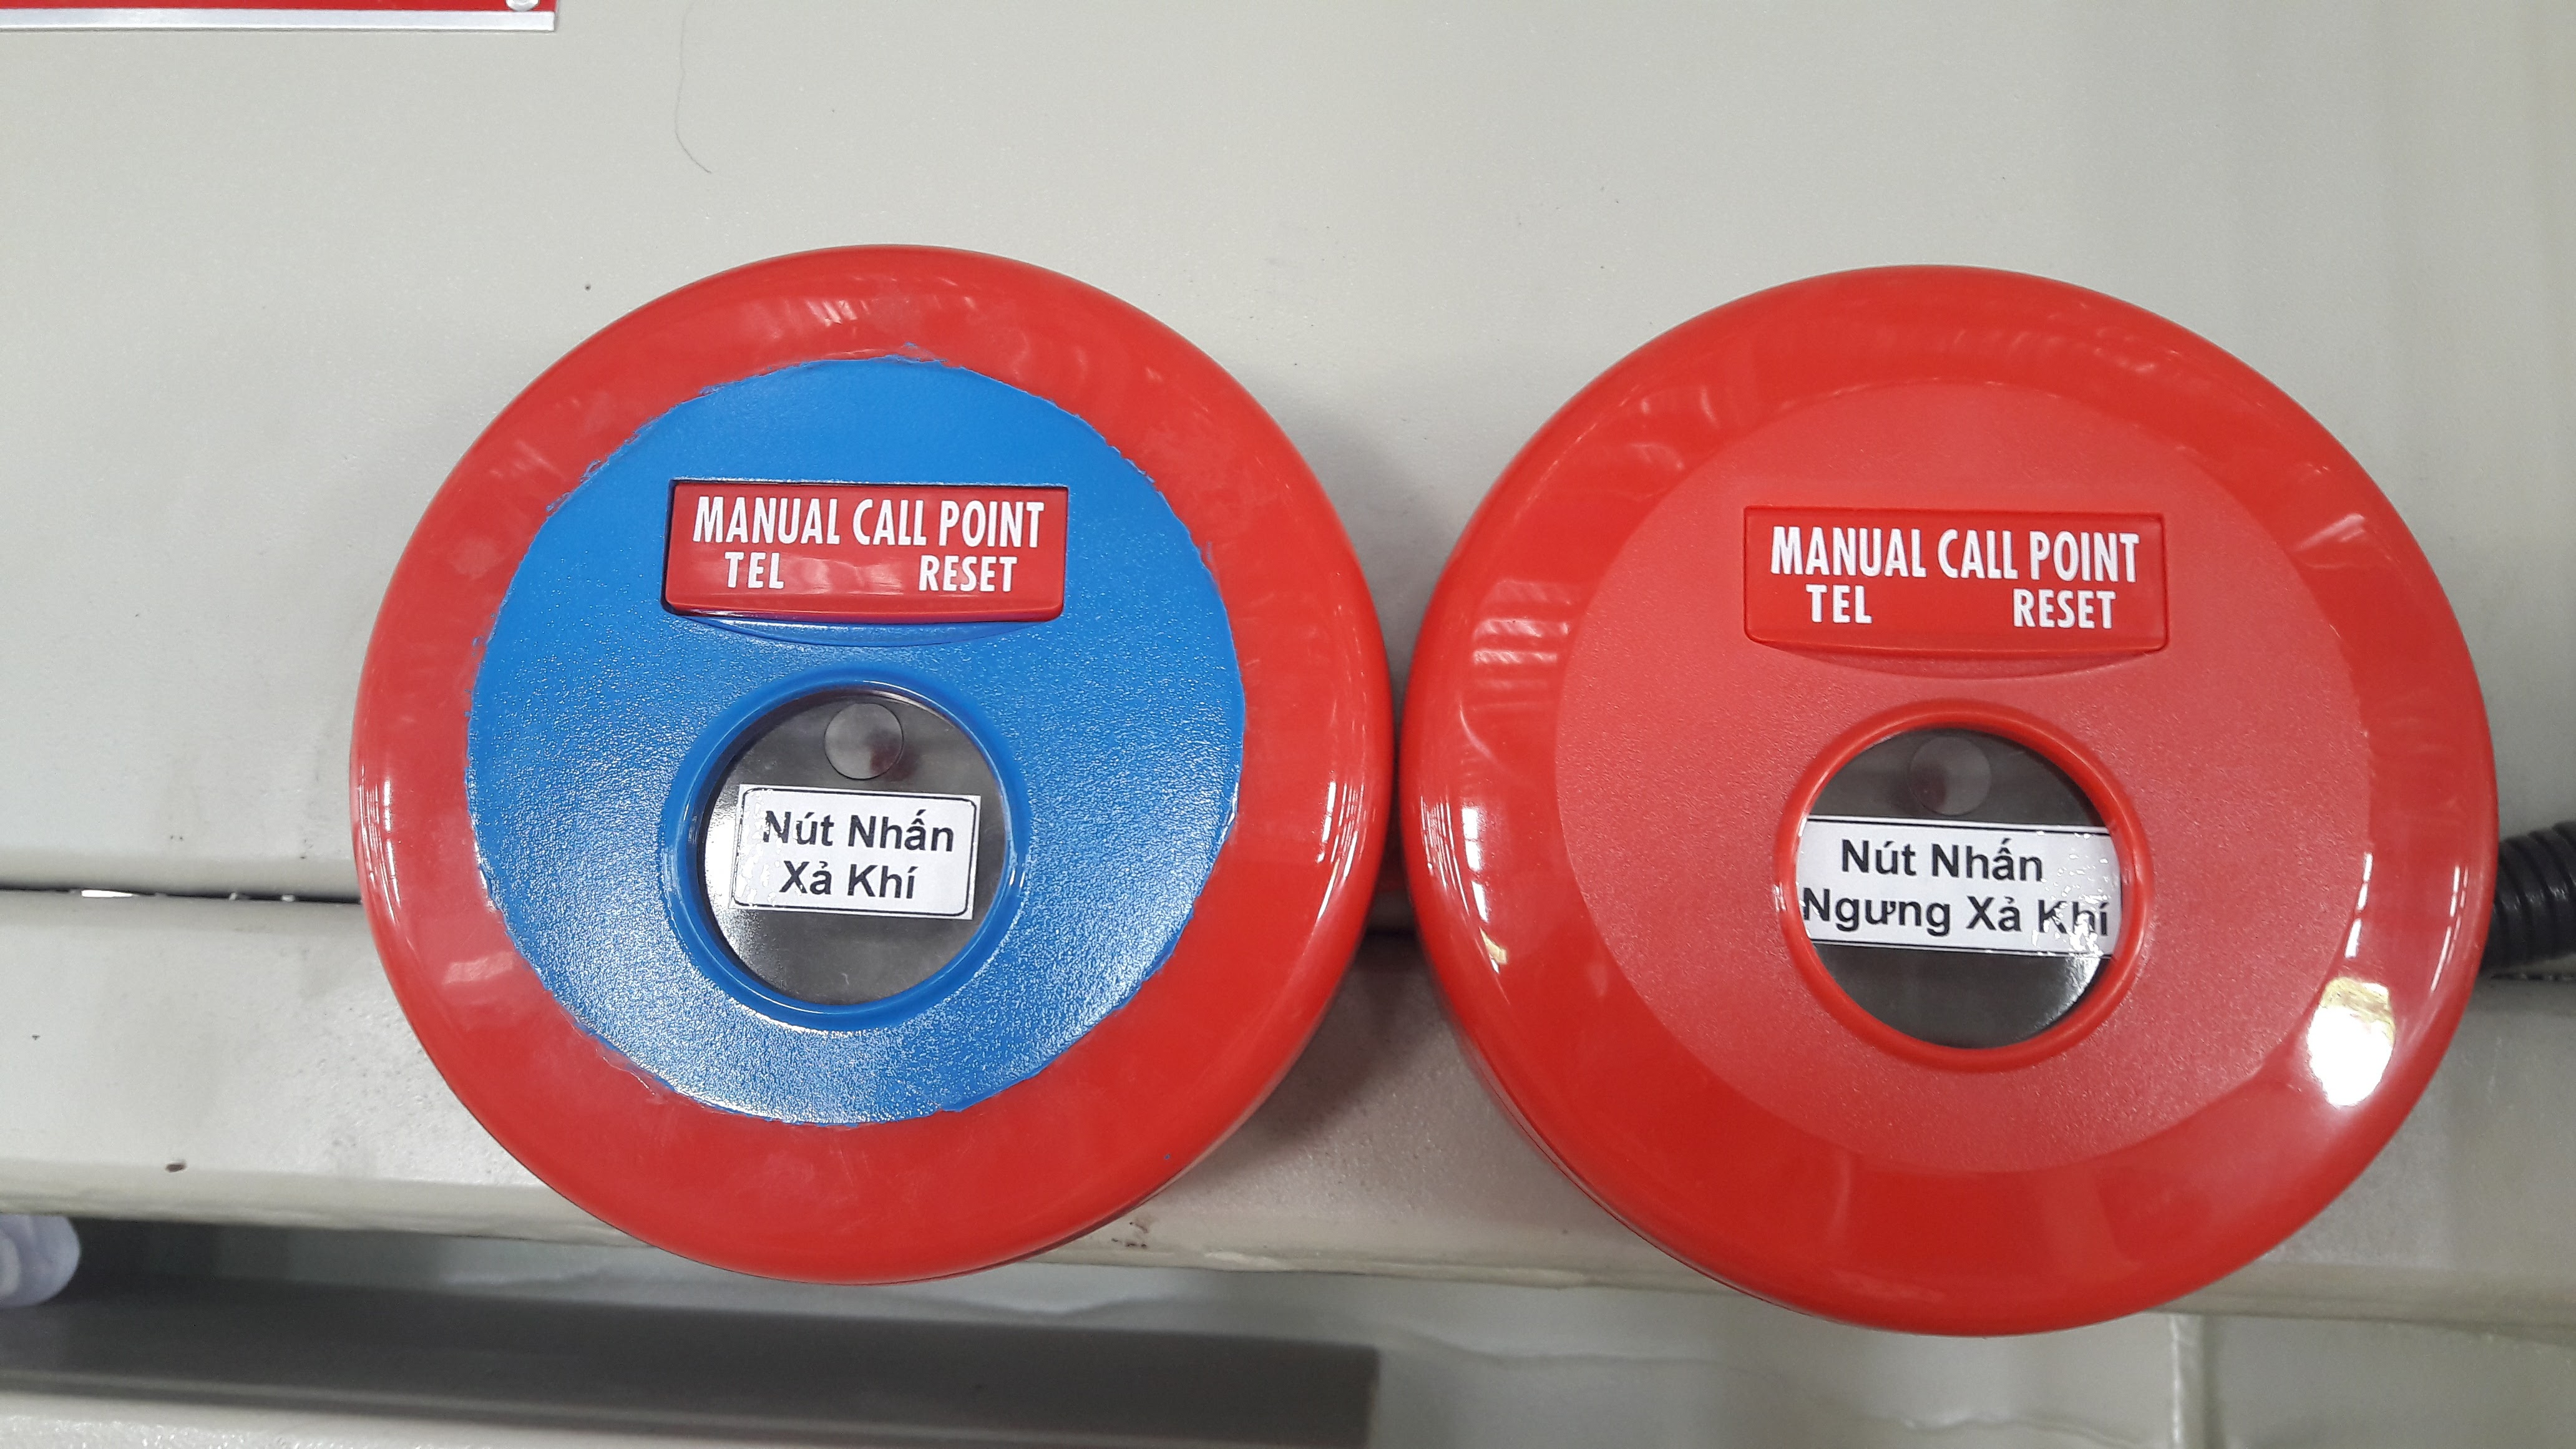 MANUAL CALL POINT
TEL RESET
Nút Nhấn
Xả Khí
MANUAL CALL POINT
TEL RESET
Nút Nhấn
Ngưng Xả Khí